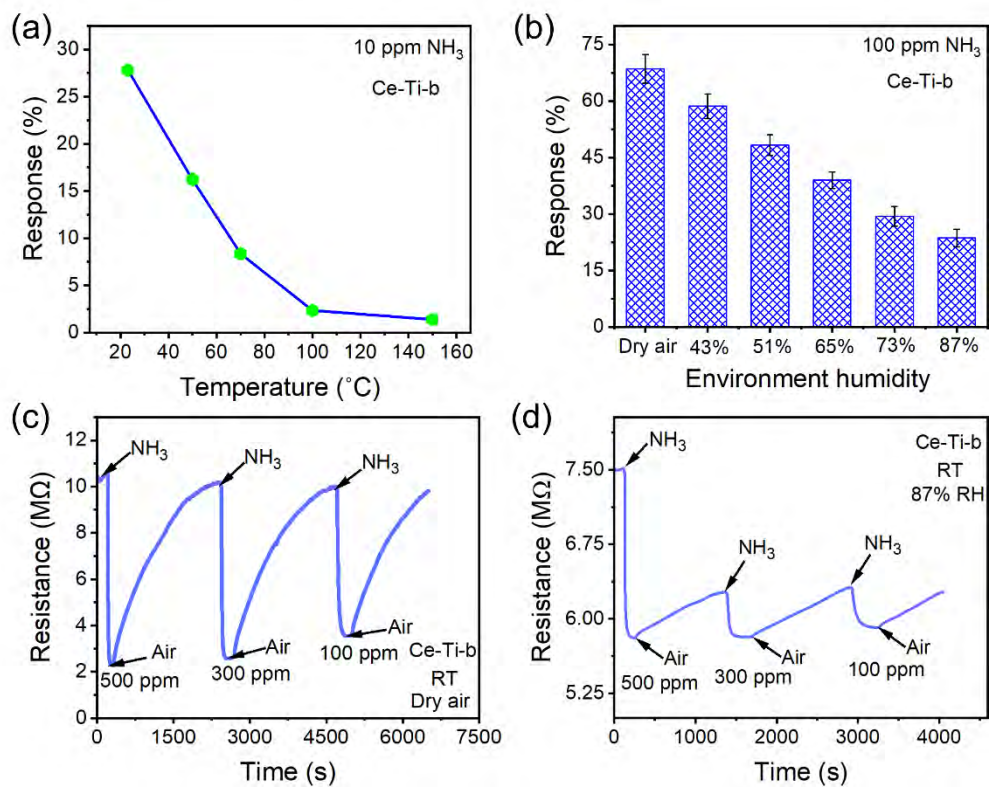 (a)
10 ppm NH₃
Ce-Ti-b
Response (%)
30
25
20
15
10
5
0
20 40 60 80 100 120 140 160
Temperature (°C)
(b)
100 ppm NH₃
Ce-Ti-b
Response (%)
75
60
45
30
15
0
Dry air 43% 51% 65% 73% 87%
Environment humidity
(c)
Resistance (MΩ)
12
10
8
6
4
2
0
NH₃ NH₃ NH₃
Air Air Air
500 ppm 300 ppm 100 ppm
Ce-Ti-b
RT
Dry air
0 1500 3000 4500 6000 7500
Time (s)
(d)
Resistance (MΩ)
7.50
6.75
6.00
5.25
Ce-Ti-b
RT
87% RH
NH₃ NH₃ NH₃
Air Air Air
500 ppm 300 ppm 100 ppm
0 1000 2000 3000 4000
Time (s)